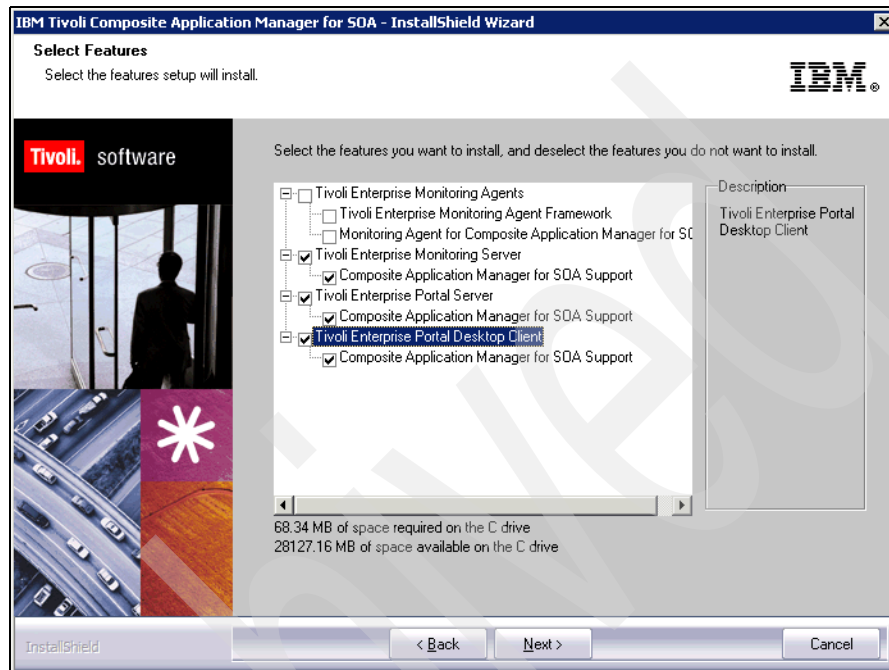 IBM Tivoli Composite Application Manager for SOA - InstallShield Wizard
Select Features
Select the features setup will install.
IBM®
Tivoli. software
Select the features you want to install, and deselect the features you do not want to install.
Tivoli Enterprise Monitoring Agents
Tivoli Enterprise Monitoring Agent Framework
Monitoring Agent for Composite Application Manager for SO
Tivoli Enterprise Monitoring Server
Composite Application Manager for SOA Support
Tivoli Enterprise Portal Server
Composite Application Manager for SOA Support
Tivoli Enterprise Portal Desktop Client
Composite Application Manager for SOA Support
Description
Tivoli Enterprise Portal
Desktop Client
68.34 MB of space required on the C drive
28127.16 MB of space available on the C drive
InstallShield
< Back
Next >
Cancel